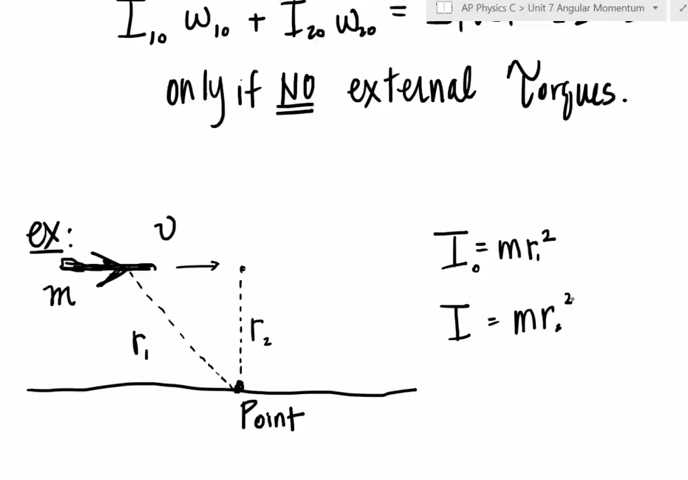 I₁₀ ω₁₀ + I₂₀ ω₂₀ =
AP Physics C > Unit 7 Angular Momentum
only if NO external Torques.
ex:
v
m
r₁
r₂
Point
I₀ = mr₁²
I = mr₂²